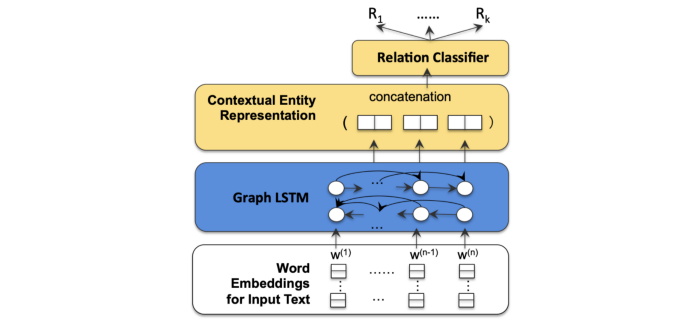 R1 ...... Rk
Relation Classifier
Contextual Entity
Representation
concatenation
( )
Graph LSTM
...
...
w(1) w(n-1) w(n)
Word
Embeddings
for Input Text
......
...